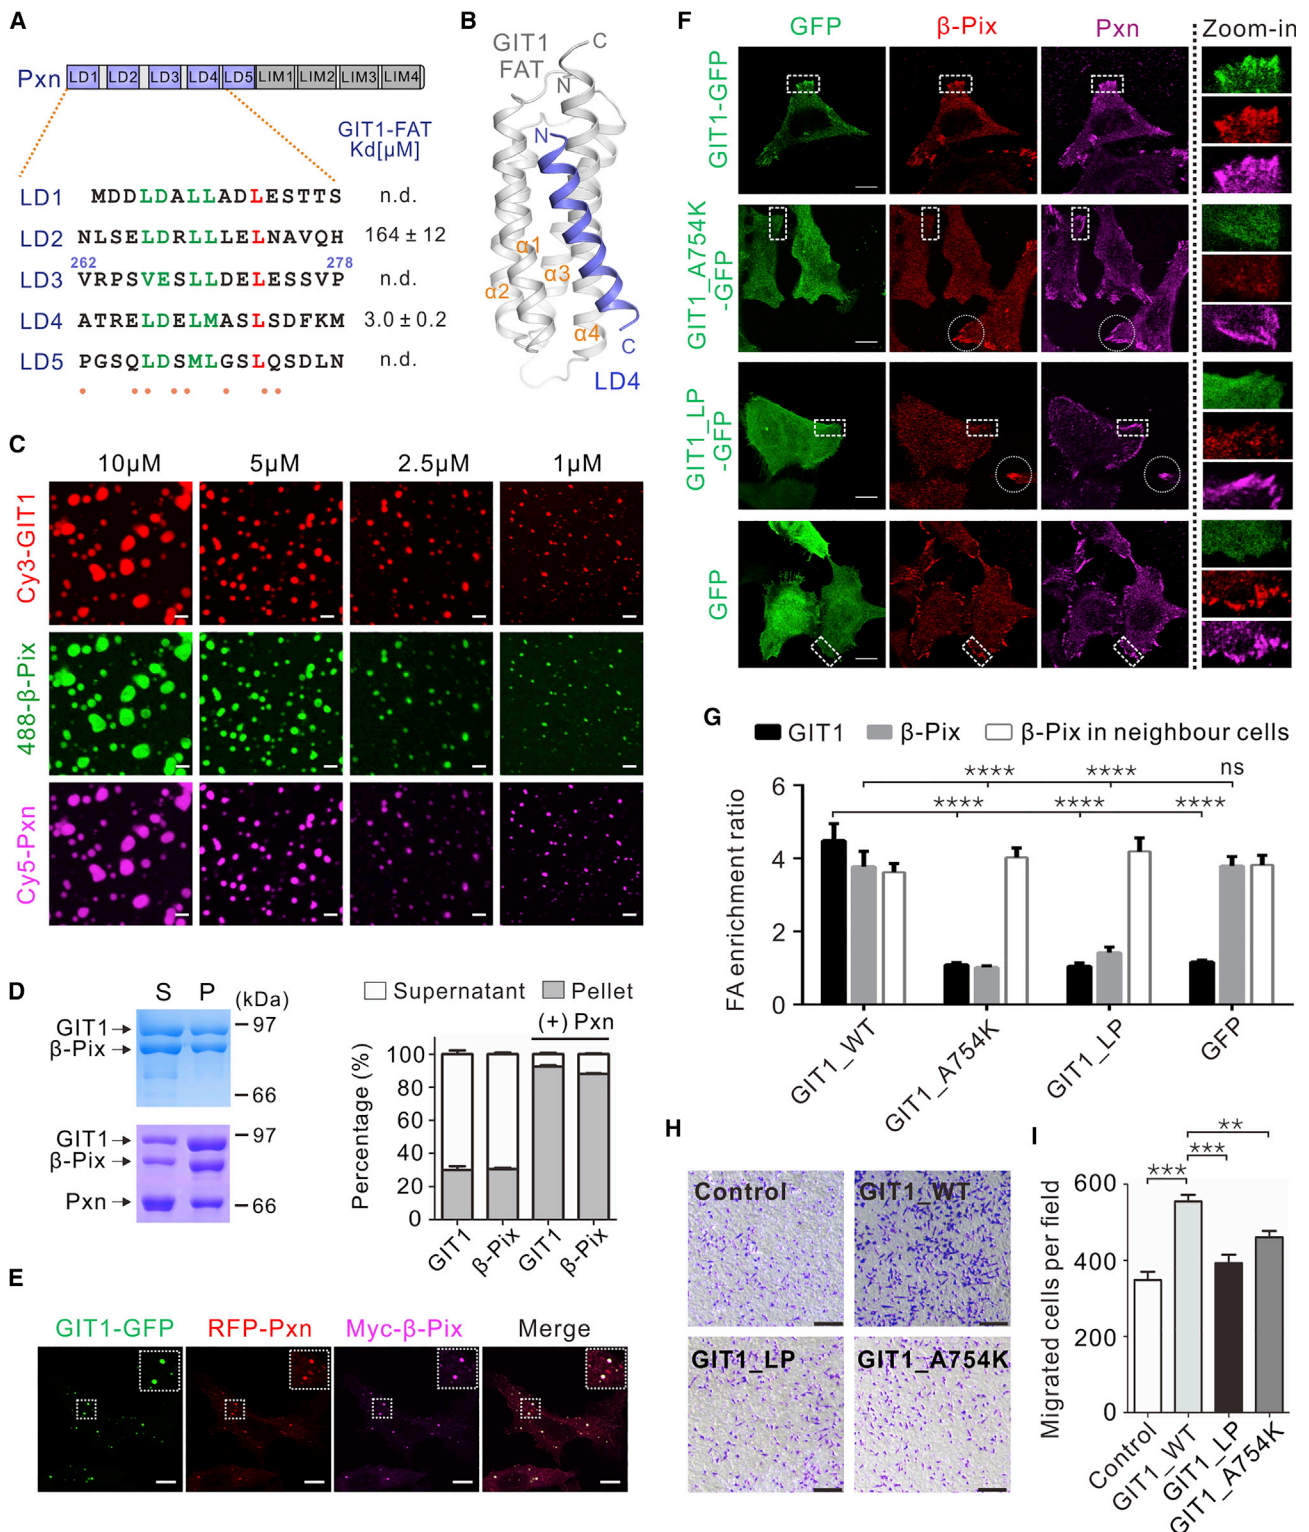 A
Pxn LD1 LD2 LD3 LD4 LD5 LIM1 LIM2 LIM3 LIM4
GIT1-FAT
Kd[µM]
LD1 MDDLDALLADLESTTS n.d.
LD2 NLSELDRLLLELNAVQH 164 ± 12
262 278
LD3 VRPSVESLLDELESSVP n.d.
LD4 ATRELDELMASLSDFKM 3.0 ± 0.2
LD5 PGSQLDSMLGSLQSDLN n.d.
B
GIT1
FAT
C
N
N
α1
α3
α2
α4
C
LD4
C
10µM 5µM 2.5µM 1µM
Cy3-GIT1
488-β-Pix
Cy5-Pxn
D
S P (kDa)
GIT1 97
β-Pix
66
GIT1 97
β-Pix
Pxn 66
Supernatant Pellet
(+) Pxn
Percentage (%)
100
80
60
40
20
0
GIT1 β-Pix GIT1 β-Pix
E
GIT1-GFP RFP-Pxn Myc-β-Pix Merge
F
GFP β-Pix Pxn Zoom-in
GIT1-GFP
GIT1_A754K
-GFP
GIT1_LP
-GFP
GFP
G
GIT1 β-Pix β-Pix in neighbour cells
**** **** ns
**** **** ****
FA enrichment ratio
6
4
2
0
GIT1_WT GIT1_A754K GIT1_LP GFP
H
Control GIT1_WT
GIT1_LP GIT1_A754K
I
**
***
***
Migrated cells per field
600
400
200
0
Control GIT1_WT GIT1_LP GIT1_A754K